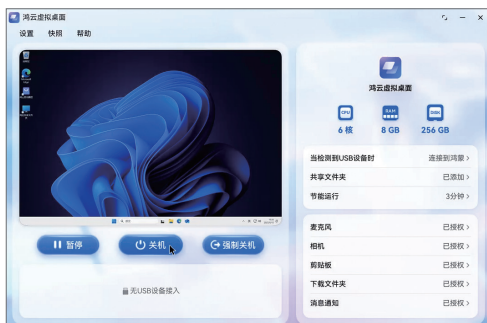 鸿云虚拟桌面
设置 快照 帮助
暂停
关机
强制关机
无USB设备接入
鸿云虚拟桌面
CPU RAM DISK
6 核 8 GB 256 GB
当检测到USB设备时 连接到鸿蒙 >
共享文件夹 已添加 >
节能运行 3分钟 >
麦克风 已授权 >
相机 已授权 >
剪贴板 已授权 >
下载文件夹 已授权 >
消息通知 已授权 >